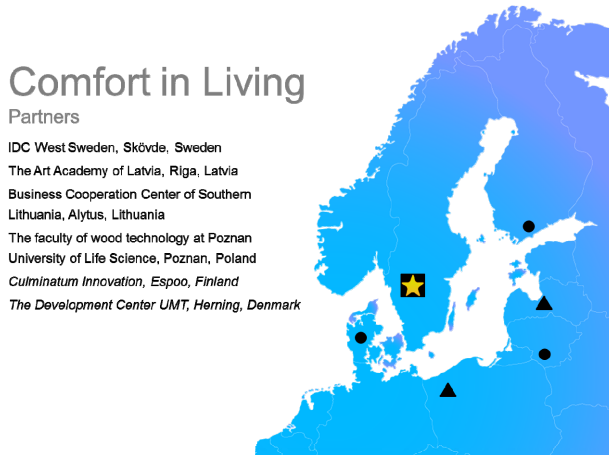 Comfort in Living
Partners
IDC West Sweden, Skövde, Sweden
The Art Academy of Latvia, Riga, Latvia
Business Cooperation Center of Southern
Lithuania, Alytus, Lithuania
The faculty of wood technology at Poznan
University of Life Science, Poznan, Poland
Culminatum Innovation, Espoo, Finland
The Development Center UMT, Herning, Denmark